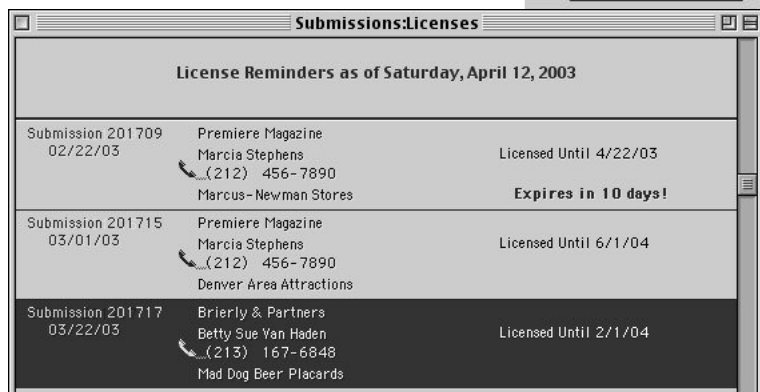 Submissions:Licenses
License Reminders as of Saturday, April 12, 2003
Submission 201709 Premiere Magazine
02/22/03 Marcia Stephens Licensed Until 4/22/03
(212) 456-7890
Marcus-Newman Stores Expires in 10 days!
Submission 201715 Premiere Magazine
03/01/03 Marcia Stephens Licensed Until 6/1/04
(212) 456-7890
Denver Area Attractions
Submission 201717 Brierly & Partners
03/22/03 Betty Sue Van Haden Licensed Until 2/1/04
(213) 167-6848
Mad Dog Beer Placards